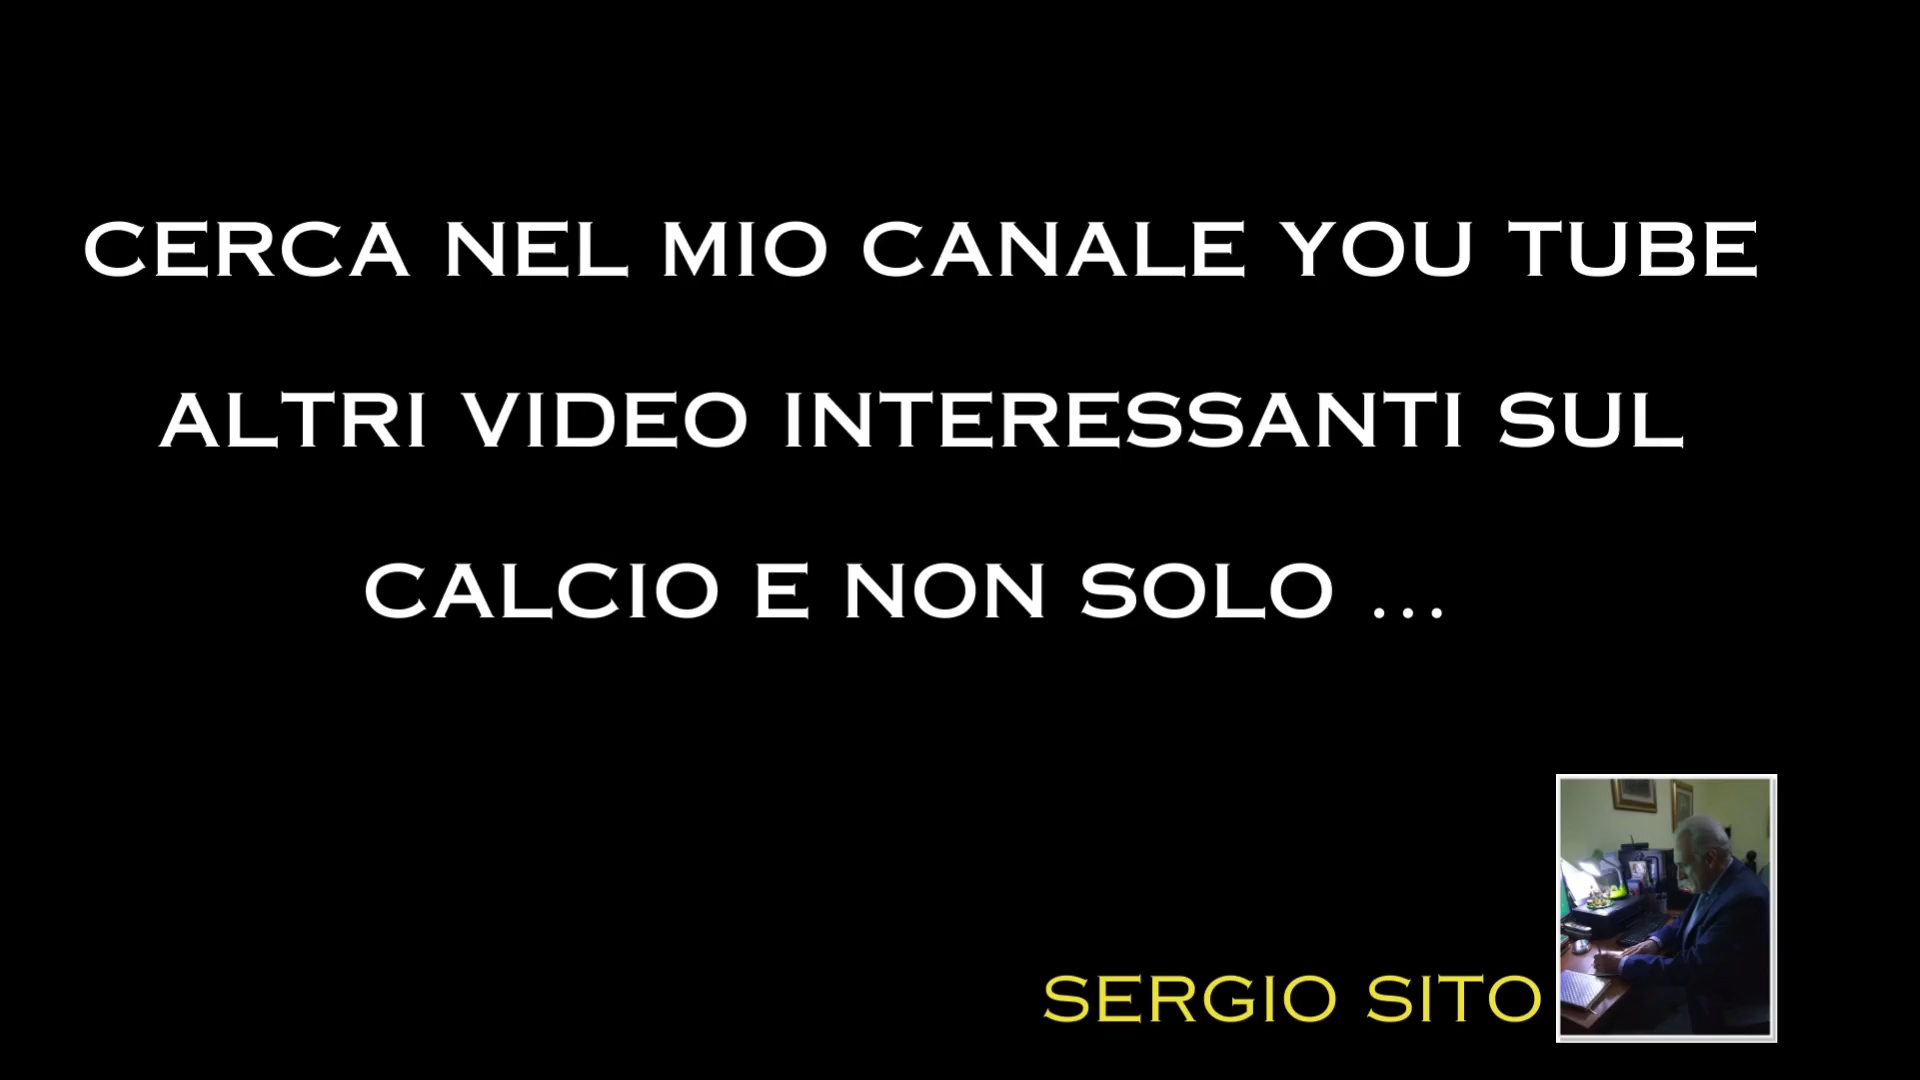 CERCA NEL MIO CANALE YOU TUBE
ALTRI VIDEO INTERESSANTI SUL
CALCIO E NON SOLO ...
SERGIO SITO